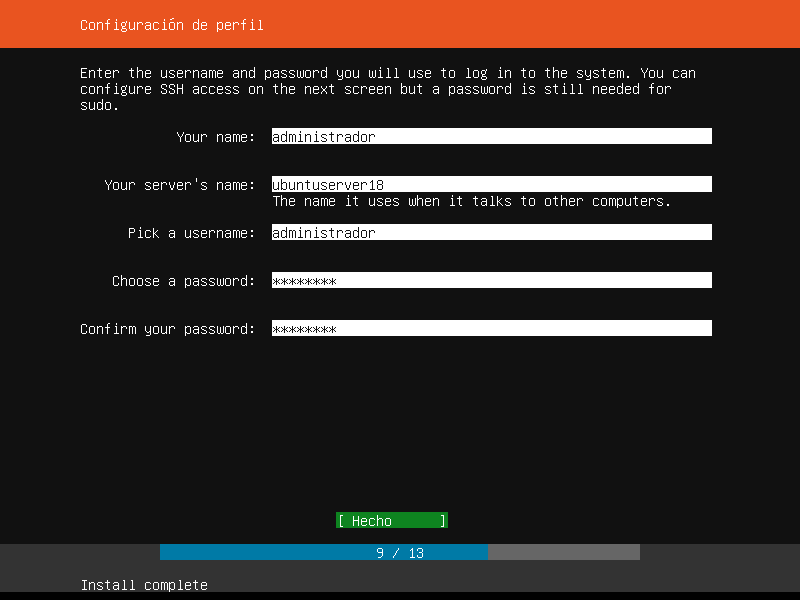 Configuración de perfil
Enter the username and password you will use to log in to the system. You can
configure SSH access on the next screen but a password is still needed for
sudo.
Your name: administrador
Your server's name: ubuntuserver18
The name it uses when it talks to other computers.
Pick a username: administrador
Choose a password: ********
Confirm your password: ********
[ Hecho ]
9 / 13
Install complete